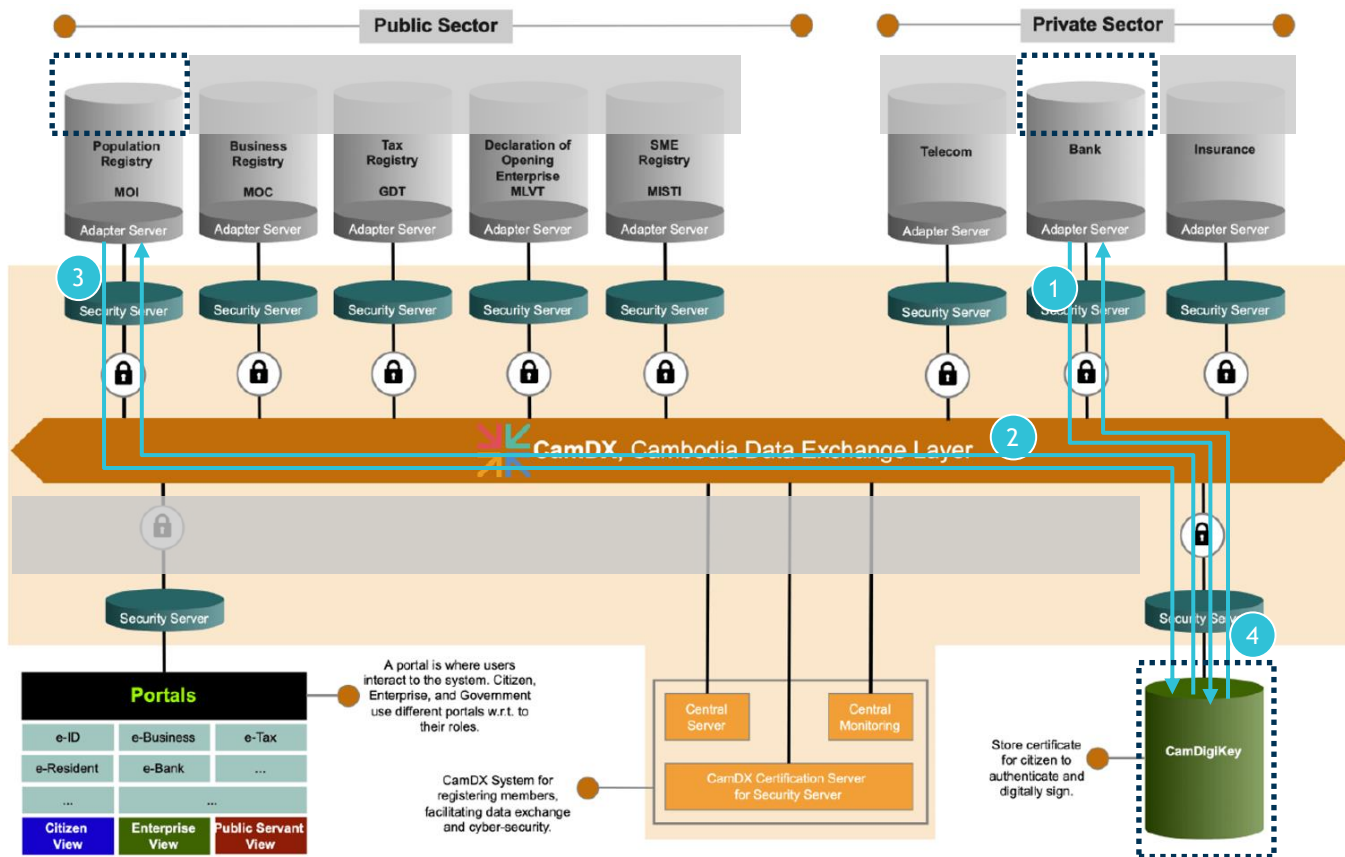 Public Sector
Private Sector
Population
Registry
MOI
Business
Registry
MOC
Tax
Registry
GDT
Declaration of
Opening
Enterprise
MLVT
SME
Registry
MISTI
Telecom
Bank
Insurance
Adapter Server
Adapter Server
Adapter Server
Adapter Server
Adapter Server
Adapter Server
Adapter Server
Adapter Server
3
1
Security Server
Security Server
Security Server
Security Server
Security Server
Security Server
Security Server
Security Server
2
CamDX, Cambodia Data Exchange Layer
Security Server
Security Server
4
Portals
e-ID
e-Business
e-Tax
e-Resident
e-Bank
...
...
...
Citizen
View
Enterprise
View
Public Servant
View
A portal is where users
interact to the system. Citizen,
Enterprise, and Government
use different portals w.r.t. to
their roles.
CamDX System for
registering members,
facilitating data exchange
and cyber-security.
Central
Server
Central
Monitoring
CamDX Certification Server
for Security Server
Store certificate
for citizen to
authenticate and
digitally sign.
CamDigiKey